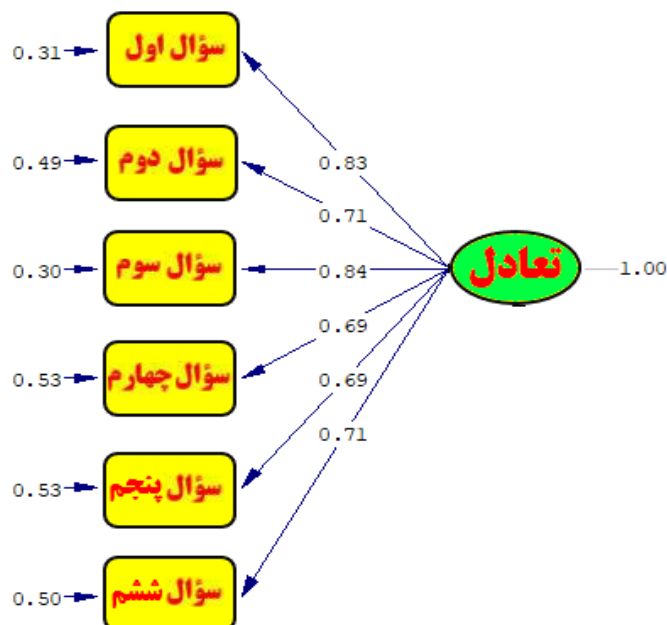 0.31
سؤال اول
0.83
0.49
سؤال دوم
0.71
0.30
سؤال سوم
0.84
تعادل
1.00
0.69
0.53
سؤال چهارم
0.69
0.53
سؤال پنجم
0.71
0.50
سؤال ششم